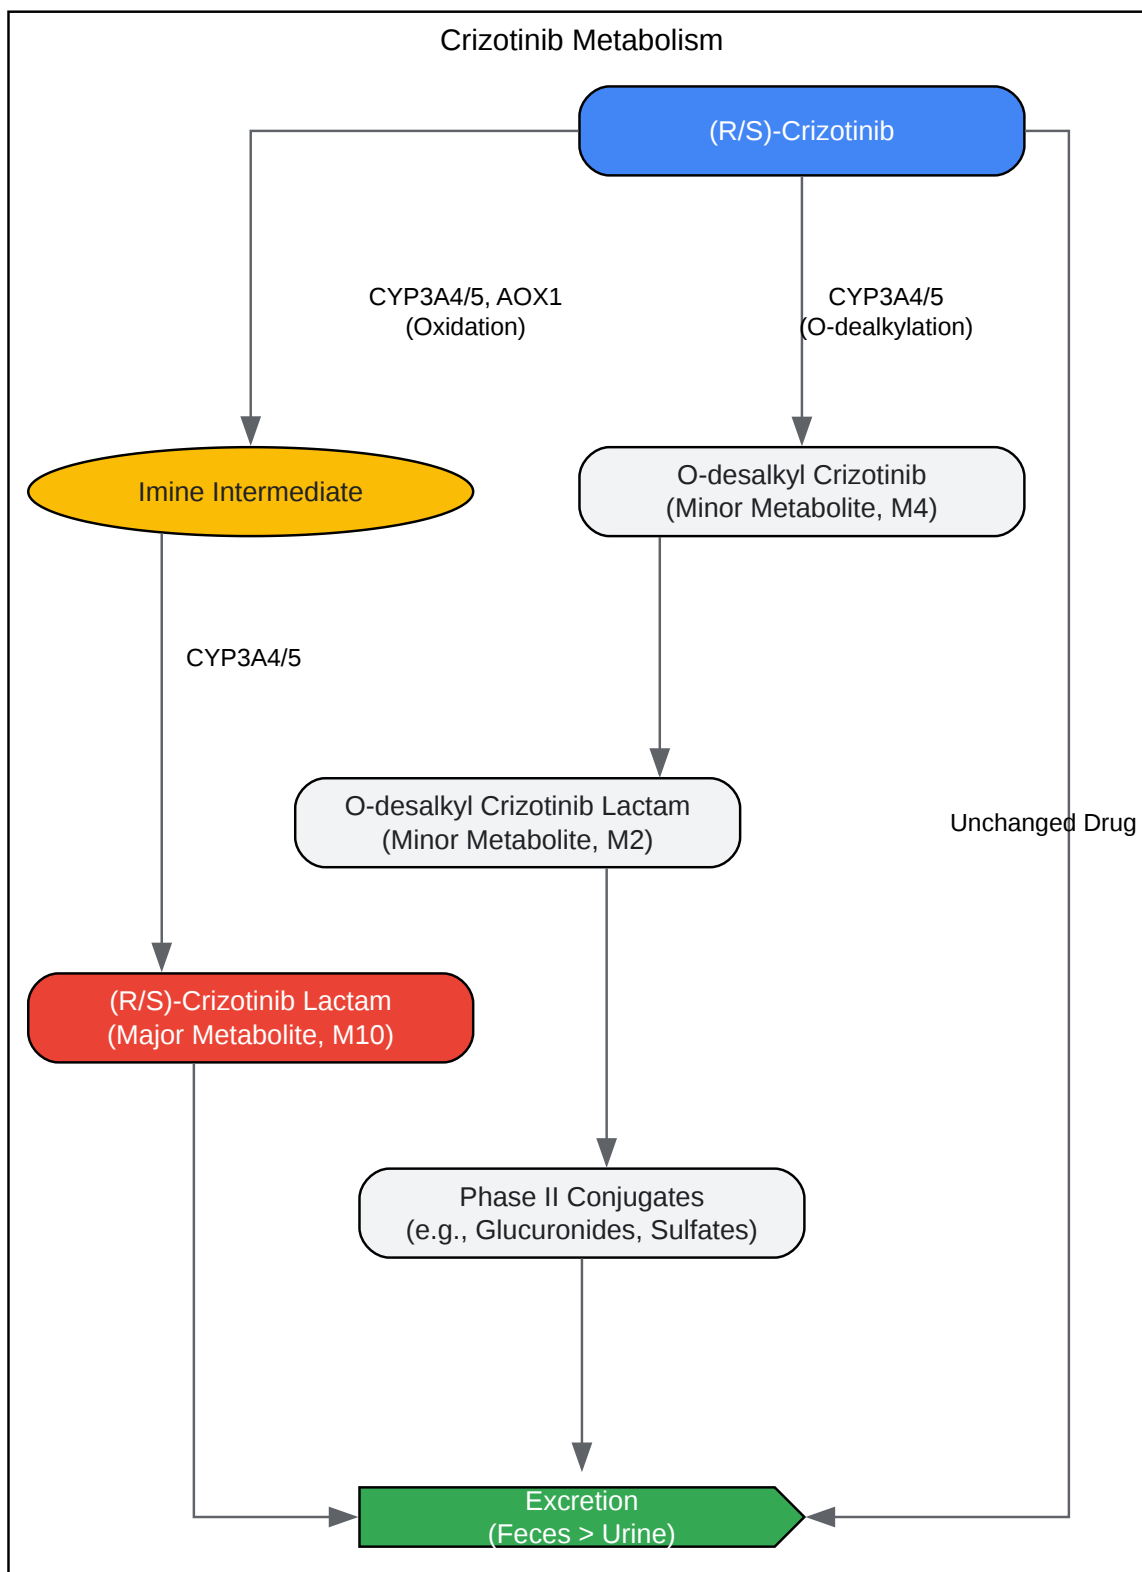 Crizotinib Metabolism
(R/S)-Crizotinib
CYP3A4/5, AOX1
(Oxidation)
CYP3A4/5
(O-dealkylation)
Imine Intermediate
O-desalkyl Crizotinib
(Minor Metabolite, M4)
CYP3A4/5
O-desalkyl Crizotinib Lactam
(Minor Metabolite, M2)
Unchanged Drug
(R/S)-Crizotinib Lactam
(Major Metabolite, M10)
Phase II Conjugates
(e.g., Glucuronides, Sulfates)
Excretion
(Feces > Urine)